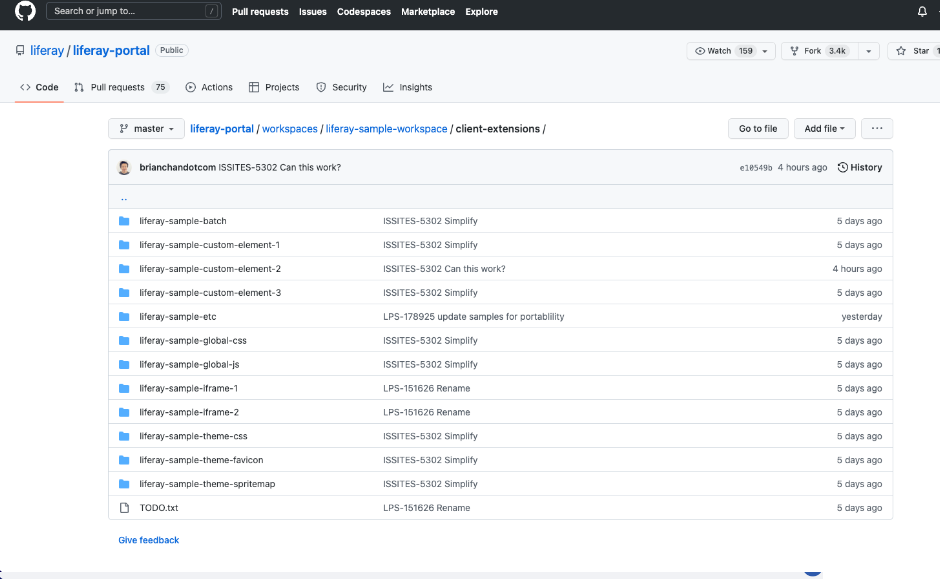 Search or jump to... / Pull requests Issues Codespaces Marketplace Explore
liferay / liferay-portal Public Watch 159 Fork 3.4k Star 1
Code Pull requests 75 Actions Projects Security Insights
master liferay-portal / workspaces / liferay-sample-workspace / client-extensions / Go to file Add file ...
brianchandotcom ISSITES-5302 Can this work? e10549b 4 hours ago History
..
liferay-sample-batch ISSITES-5302 Simplify 5 days ago
liferay-sample-custom-element-1 ISSITES-5302 Simplify 5 days ago
liferay-sample-custom-element-2 ISSITES-5302 Can this work? 4 hours ago
liferay-sample-custom-element-3 ISSITES-5302 Simplify 5 days ago
liferay-sample-etc LPS-178925 update samples for portablility yesterday
liferay-sample-global-css ISSITES-5302 Simplify 5 days ago
liferay-sample-global-js ISSITES-5302 Simplify 5 days ago
liferay-sample-iframe-1 LPS-151626 Rename 5 days ago
liferay-sample-iframe-2 LPS-151626 Rename 5 days ago
liferay-sample-theme-css ISSITES-5302 Simplify 5 days ago
liferay-sample-theme-favicon ISSITES-5302 Simplify 5 days ago
liferay-sample-theme-spritemap ISSITES-5302 Simplify 5 days ago
TODO.txt LPS-151626 Rename 5 days ago
Give feedback